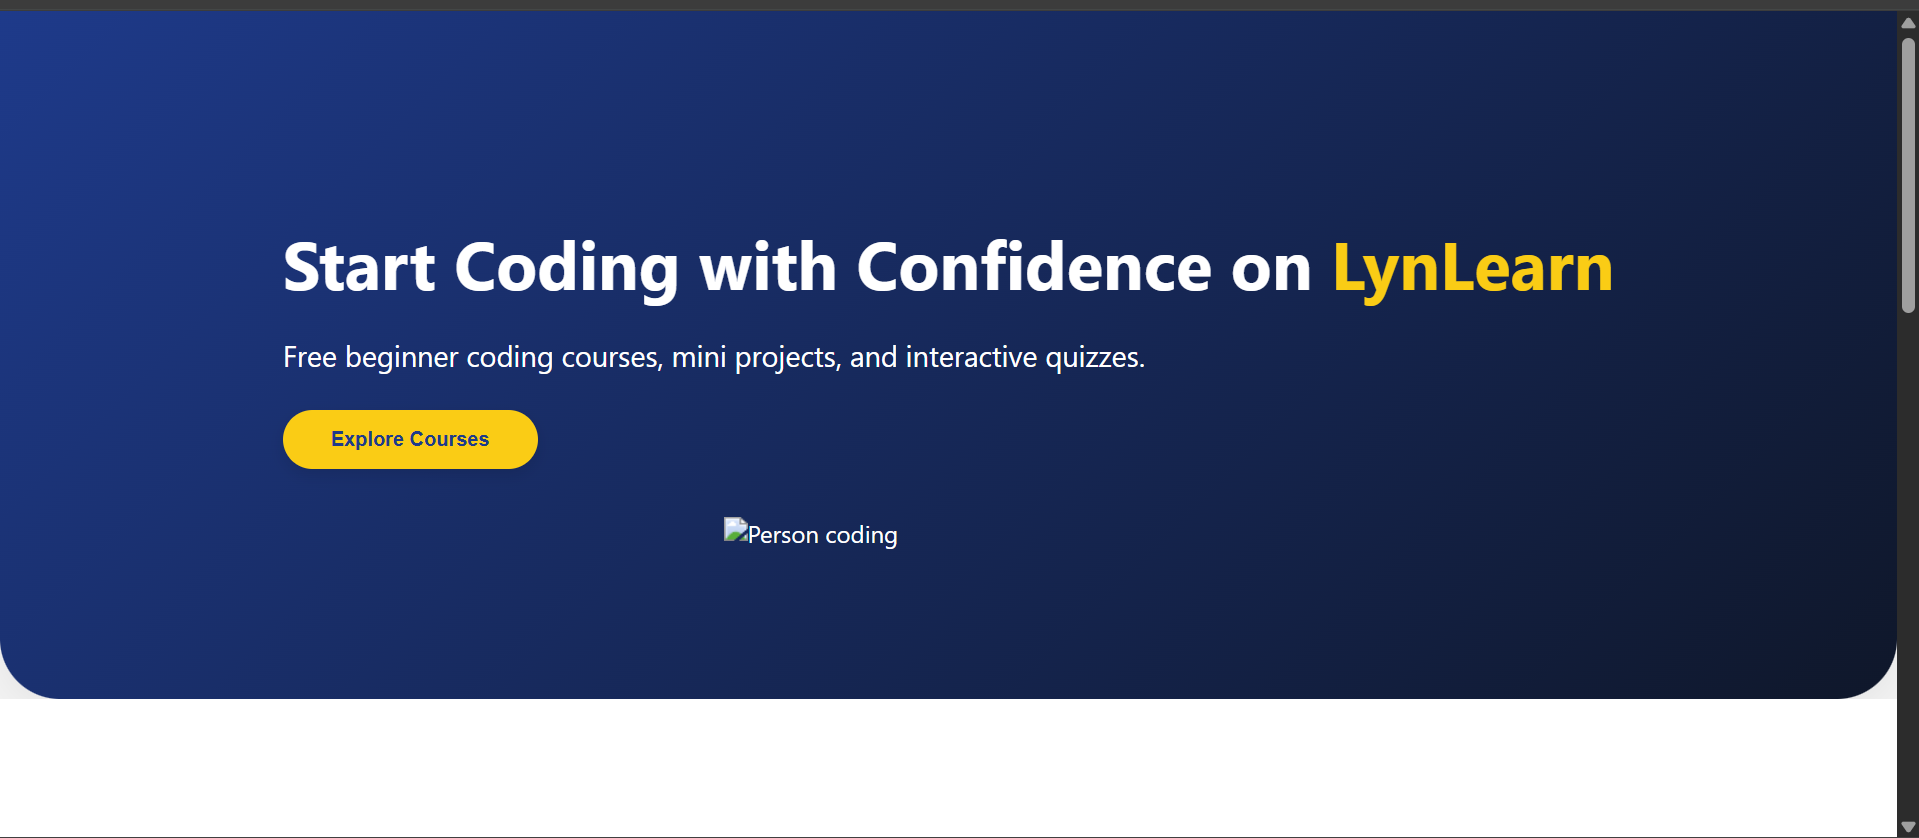 Start Coding with Confidence on LynLearn
Free beginner coding courses, mini projects, and interactive quizzes.
Explore Courses
Person coding